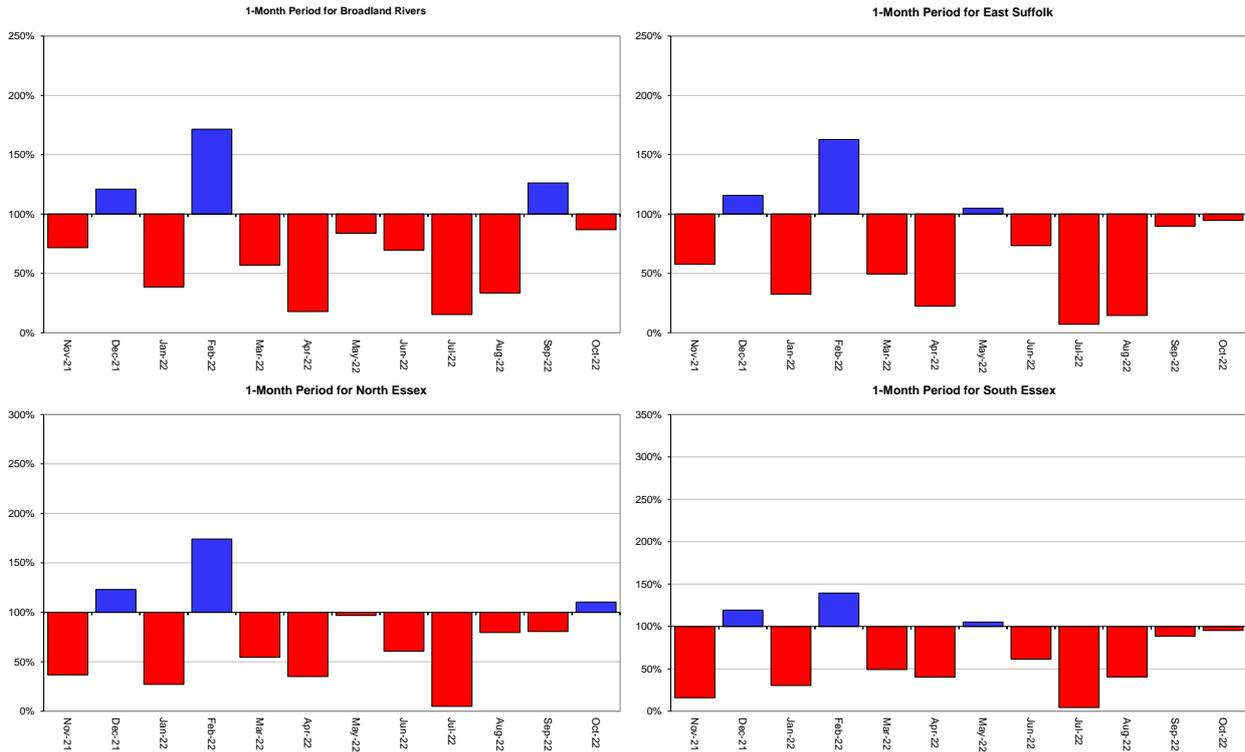 1-Month Period for Broadland Rivers
250%
200%
150%
100%
50%
0%
Nov-21
Dec-21
Jan-22
Feb-22
Mar-22
Apr-22
May-22
Jun-22
Jul-22
Aug-22
Sep-22
Oct-22
1-Month Period for East Suffolk
250%
200%
150%
100%
50%
0%
Nov-21
Dec-21
Jan-22
Feb-22
Mar-22
Apr-22
May-22
Jun-22
Jul-22
Aug-22
Sep-22
Oct-22
1-Month Period for North Essex
300%
250%
200%
150%
100%
50%
0%
Nov-21
Dec-21
Jan-22
Feb-22
Mar-22
Apr-22
May-22
Jun-22
Jul-22
Aug-22
Sep-22
Oct-22
1-Month Period for South Essex
350%
300%
250%
200%
150%
100%
50%
0%
Nov-21
Dec-21
Jan-22
Feb-22
Mar-22
Apr-22
May-22
Jun-22
Jul-22
Aug-22
Sep-22
Oct-22